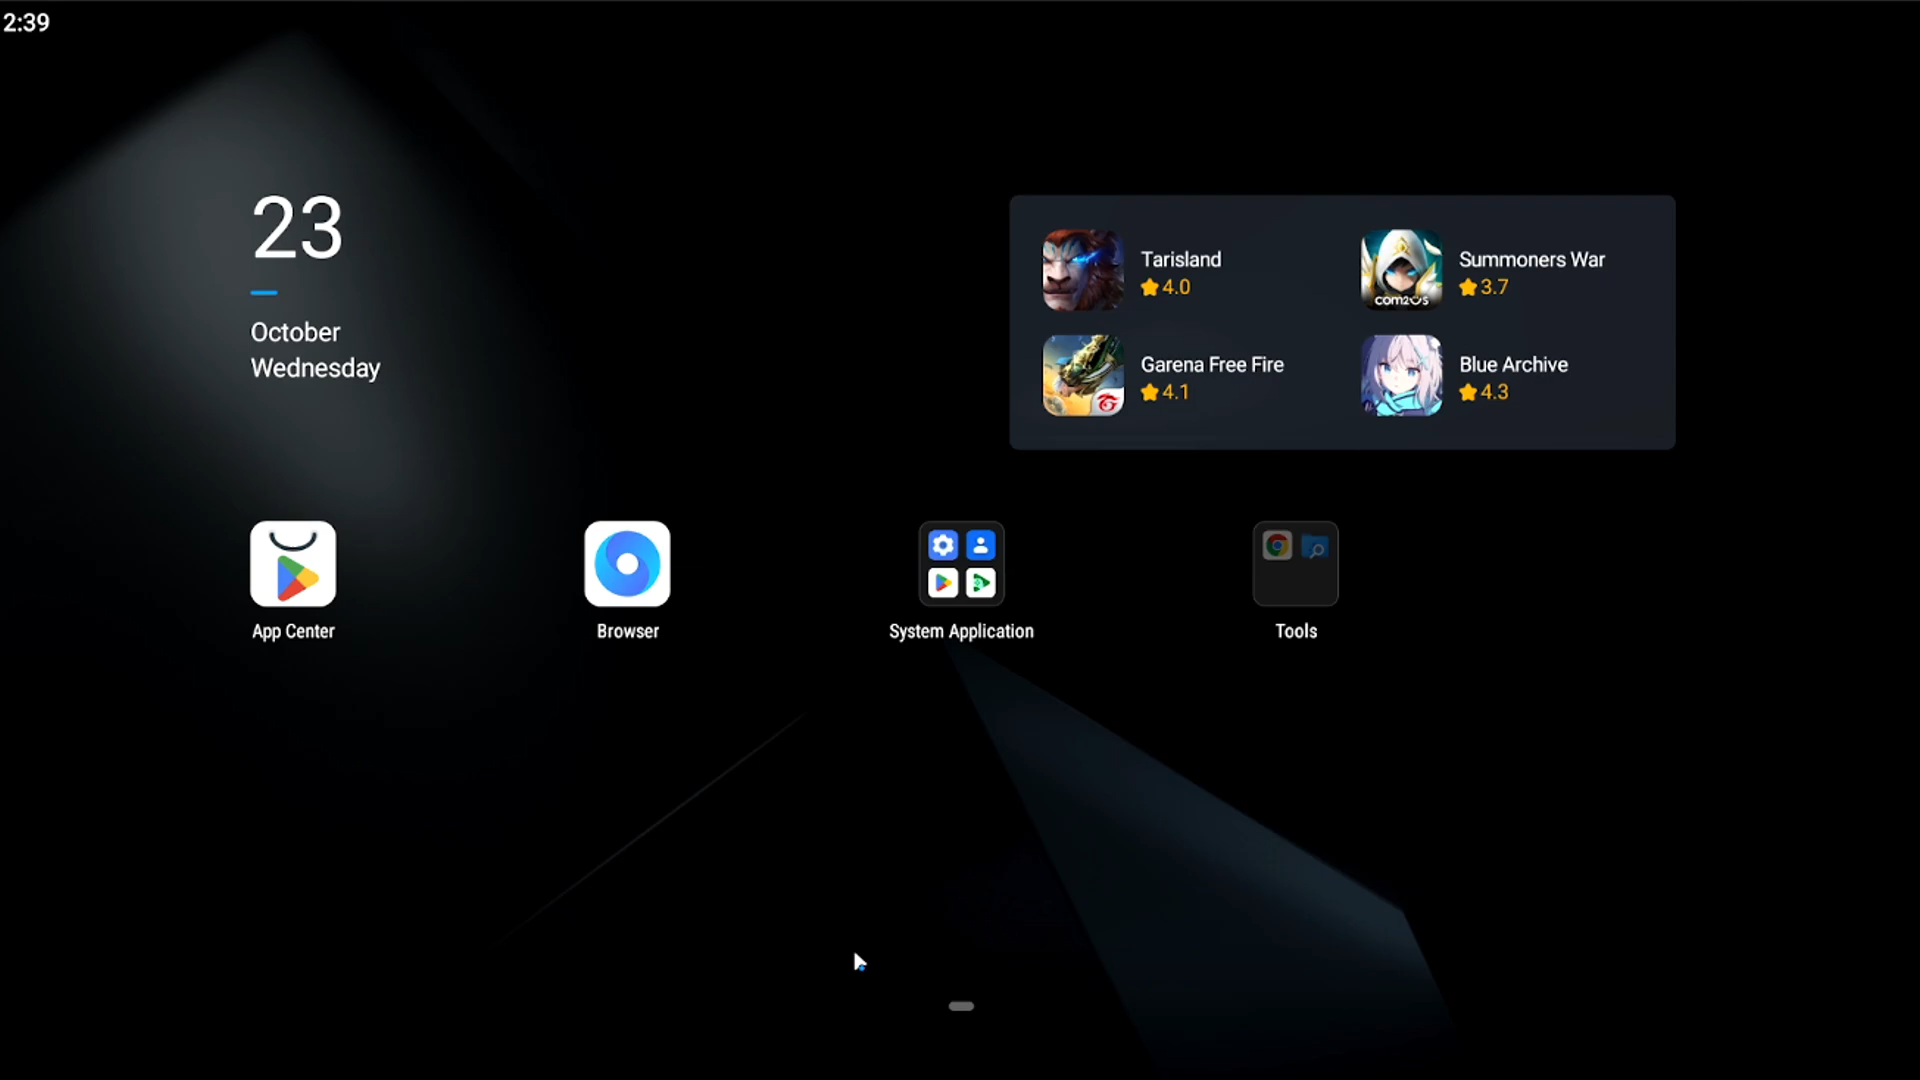 2:39
23
October
Wednesday
Tarisland
4.0
Summoners War
3.7
com2us
Garena Free Fire
4.1
Blue Archive
4.3
App Center
Browser
System Application
Tools